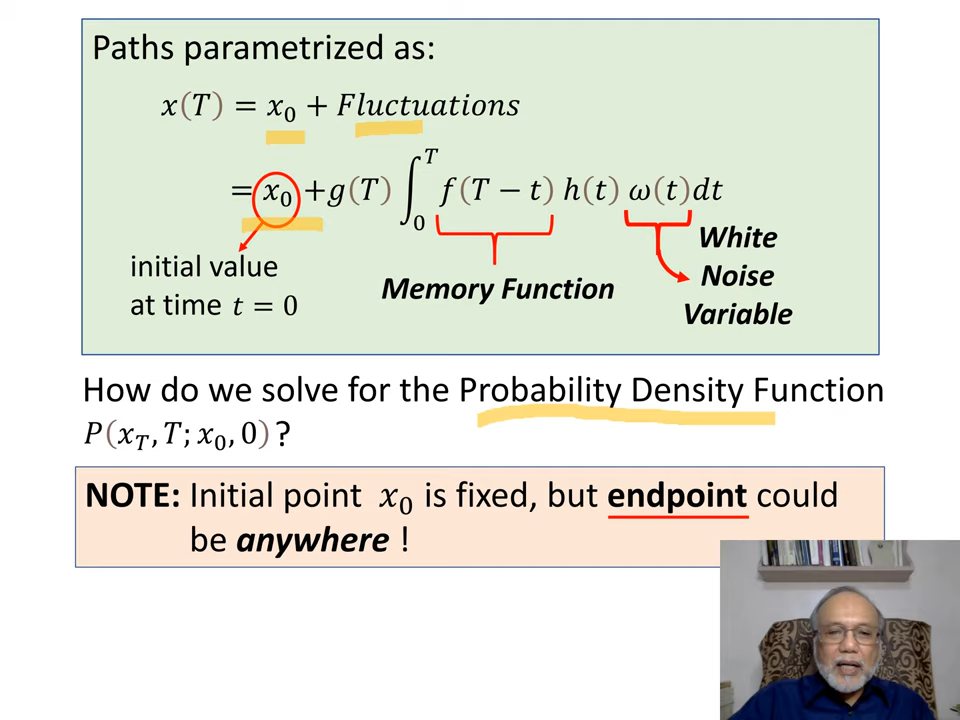 Paths parametrized as:
x(T) = x₀ + Fluctuations
= x₀ + g(T) ∫₀ᵀ f(T − t) h(t) ω(t)dt
initial value
at time t = 0
Memory Function
White
Noise
Variable
How do we solve for the Probability Density Function
P(x_T, T; x₀, 0) ?
NOTE: Initial point x₀ is fixed, but endpoint could
be anywhere !